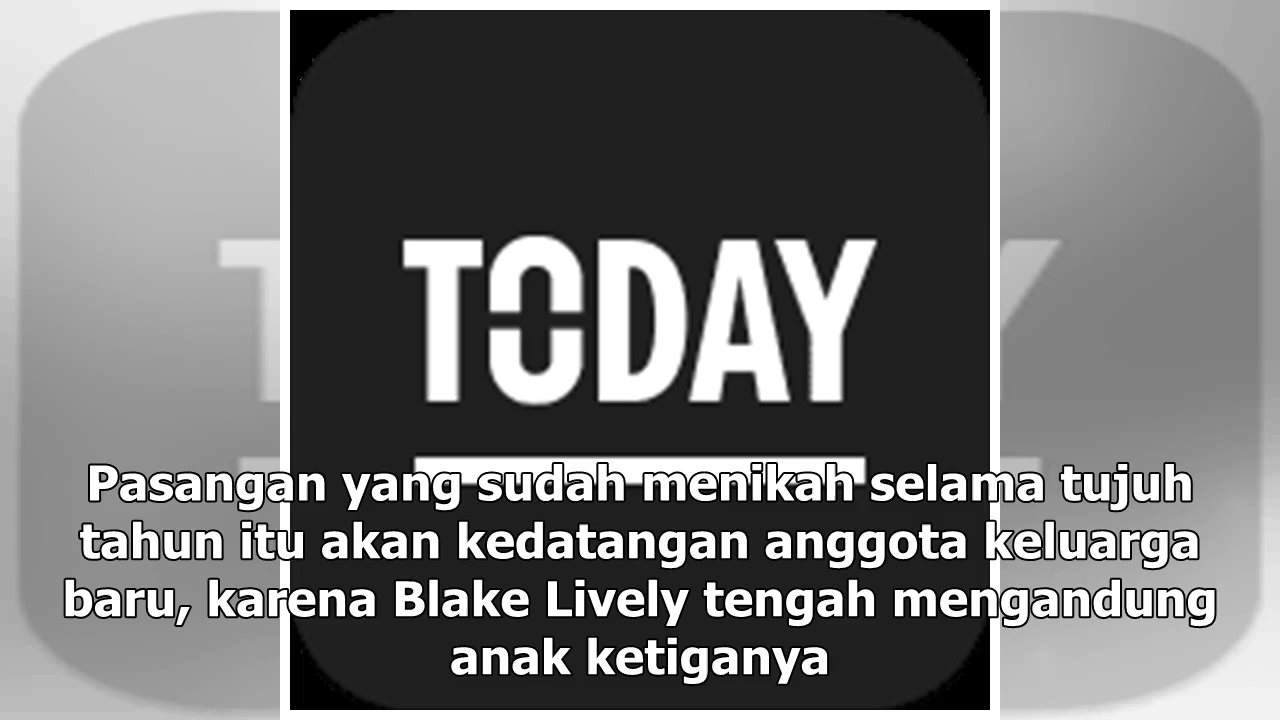 TODAY
Pasangan yang sudah menikah selama tujuh
tahun itu akan kedatangan anggota keluarga
baru, karena Blake Lively tengah mengandung
anak ketiganya